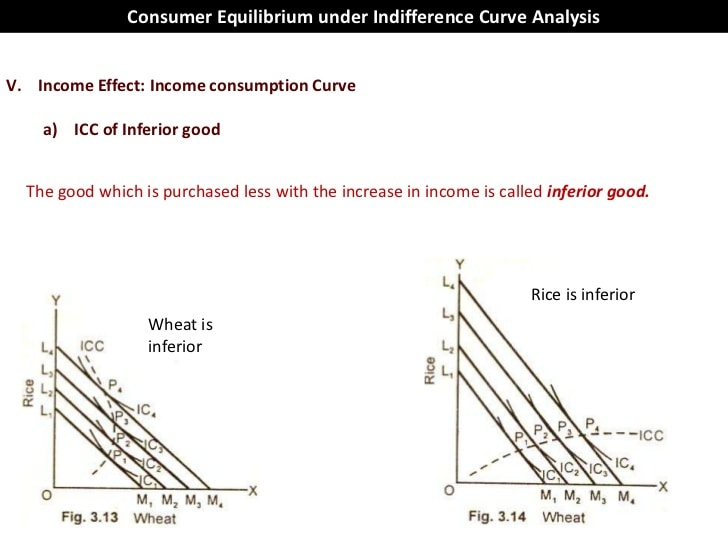 Consumer Equilibrium under Indifference Curve Analysis
V. Income Effect: Income consumption Curve
a) ICC of Inferior good
The good which is purchased less with the increase in income is called inferior good.
Wheat is
inferior
Y
L₄
L₃
L₂
L₁
Rice
ICC
P₄
P₃
P₂
P₁
IC₄
IC₃
IC₂
IC₁
O
M₁ M₂ M₃ M₄
X
Fig. 3.13 Wheat
Rice is inferior
Y
L₄
L₃
L₂
L₁
Rice
P₁ P₂ P₃ P₄
ICC
IC₁ IC₂ IC₃ IC₄
O
M₁ M₂ M₃ M₄
X
Fig. 3.14 Wheat